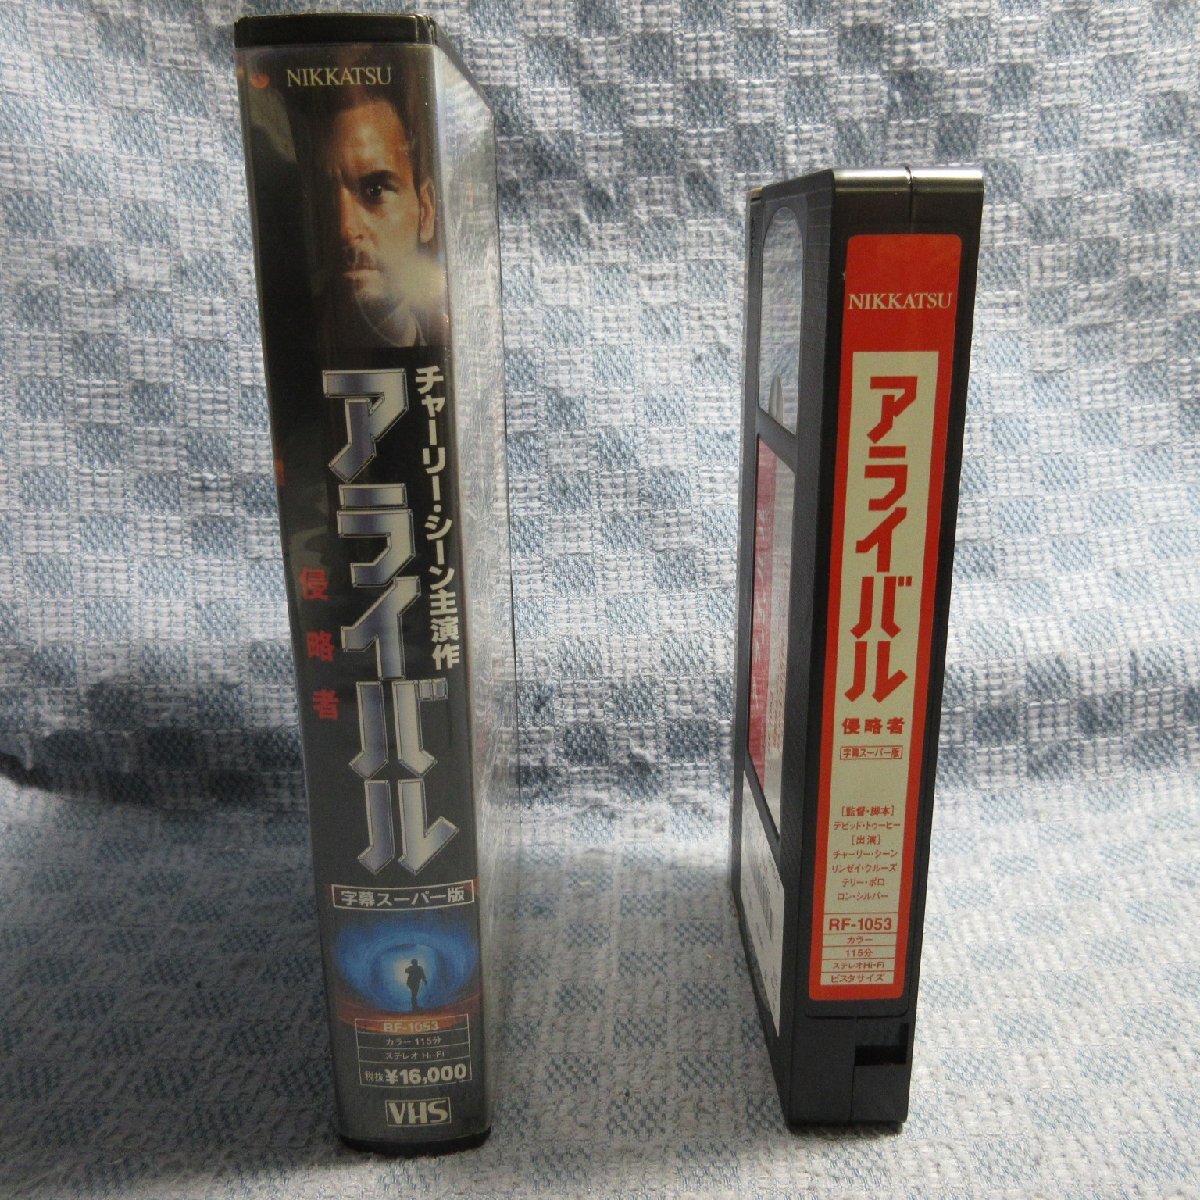 NIKKATSU
チャーリー・シーン主演作
アライバル
侵略者
字幕スーパー版
RF-1053
カラー 115分
ステレオ Hi-Fi
税抜 ¥16,000
VHS
NIKKATSU
アライバル
侵略者
字幕スーパー版
[監督・脚本]
デビッド・トゥーヒー
[出演]
チャーリー・シーン
リンゼイ・クルーズ
テリー・ポロ
ロン・シルバー
RF-1053
カラー
115分
ステレオHi-Fi
ビスタサイズ